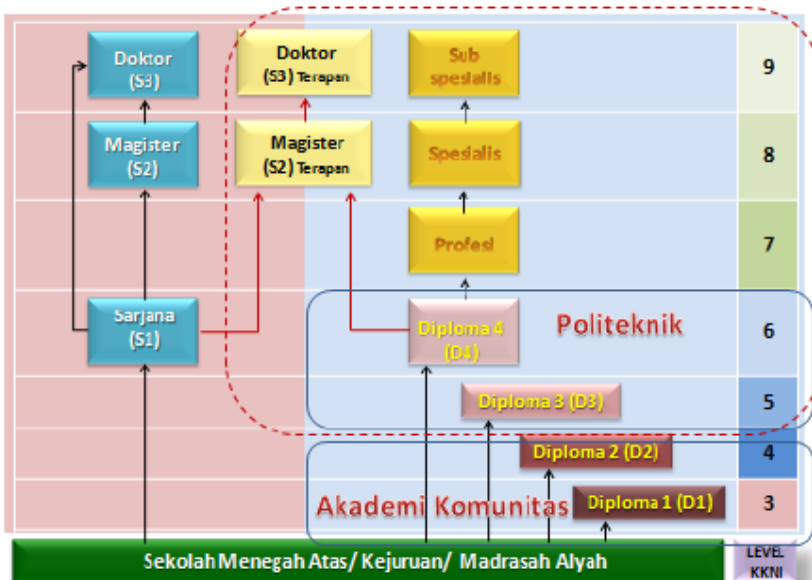 Doktor
(S3)
Doktor
(S3) Terapan
Sub
spesialis
9
Magister
(S2)
Magister
(S2) Terapan
Spesialis
8
Profesi
7
Sarjana
(S1)
Diploma 4
(D4)
Politeknik
6
Diploma 3 (D3)
5
Diploma 2 (D2)
4
Akademi Komunitas
Diploma 1 (D1)
3
Sekolah Menegah Atas/ Kejuruan/ Madrasah Alyah
LEVEL
KKNI